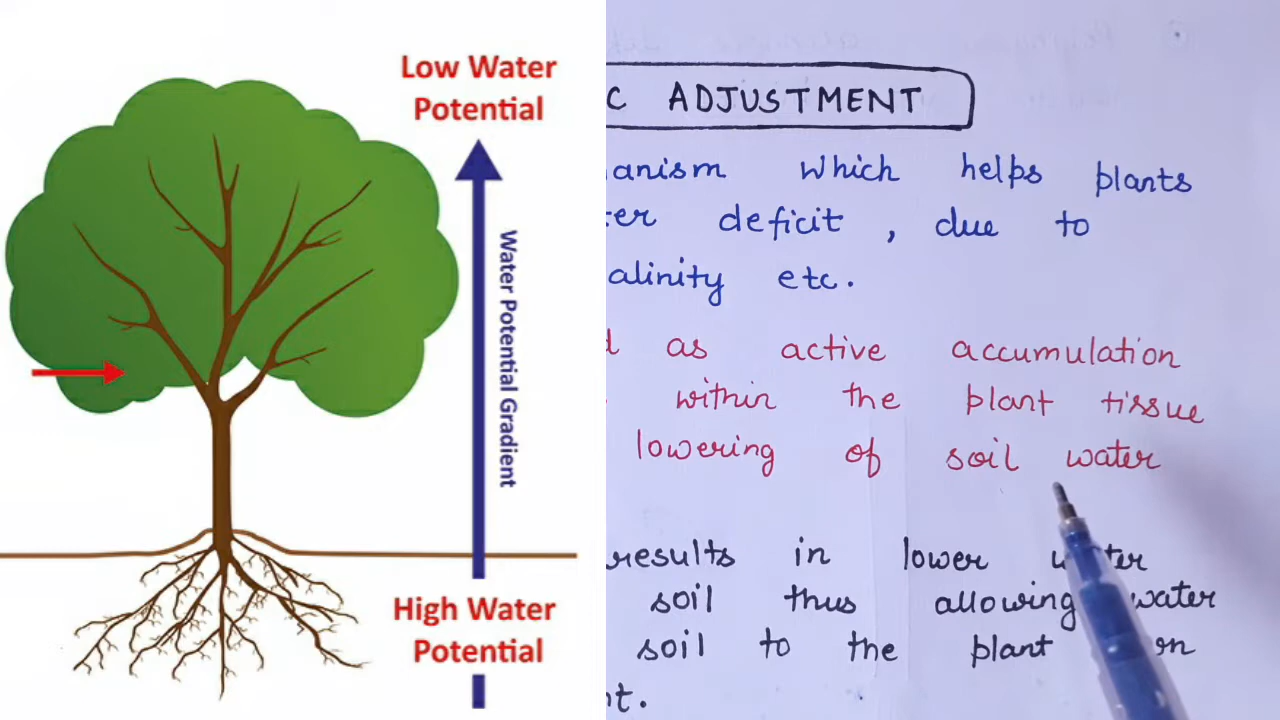 Low Water
Potential
Water Potential Gradient
High Water
Potential
C ADJUSTMENT
anism which helps plants
ter deficit, due to
alinity etc.
d as active accumulation
within the plant tissue
lowering of soil water
results in lower
soil thus allowing water
soil to the plant
t.